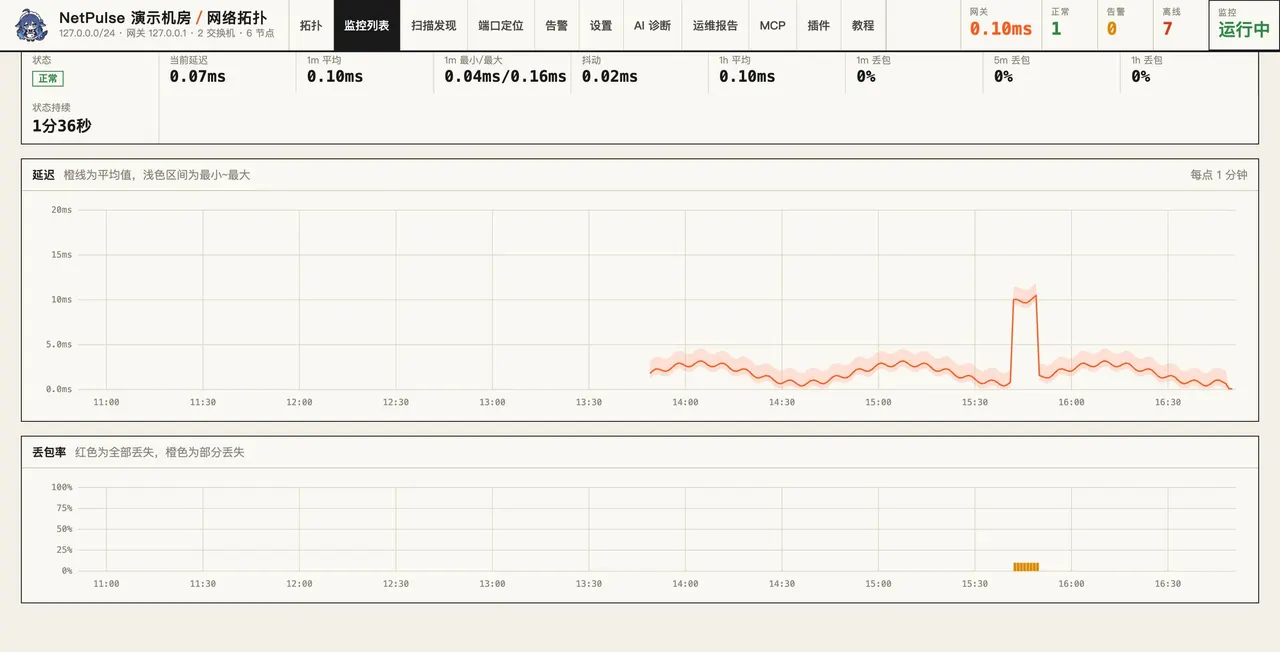 NetPulse 演示机房 / 网络拓扑
127.0.0.0/24 · 网关 127.0.0.1 · 2 交换机 · 6 节点
拓扑
监控列表
扫描发现
端口定位
告警
设置
AI 诊断
运维报告
MCP
插件
教程
网关
0.10ms
正常
1
告警
0
离线
7
监控
运行中
状态
正常
当前延迟
0.07ms
1m 平均
0.10ms
1m 最小/最大
0.04ms/0.16ms
抖动
0.02ms
1h 平均
0.10ms
1m 丢包
0%
5m 丢包
0%
1h 丢包
0%
状态持续
1分36秒
延迟 橙线为平均值，浅色区间为最小~最大
每点 1 分钟
20ms
15ms
10ms
5.0ms
0.0ms
11:00 11:30 12:00 12:30 13:00 13:30 14:00 14:30 15:00 15:30 16:00 16:30
丢包率 红色为全部丢失，橙色为部分丢失
100%
75%
50%
25%
0%
11:00 11:30 12:00 12:30 13:00 13:30 14:00 14:30 15:00 15:30 16:00 16:30